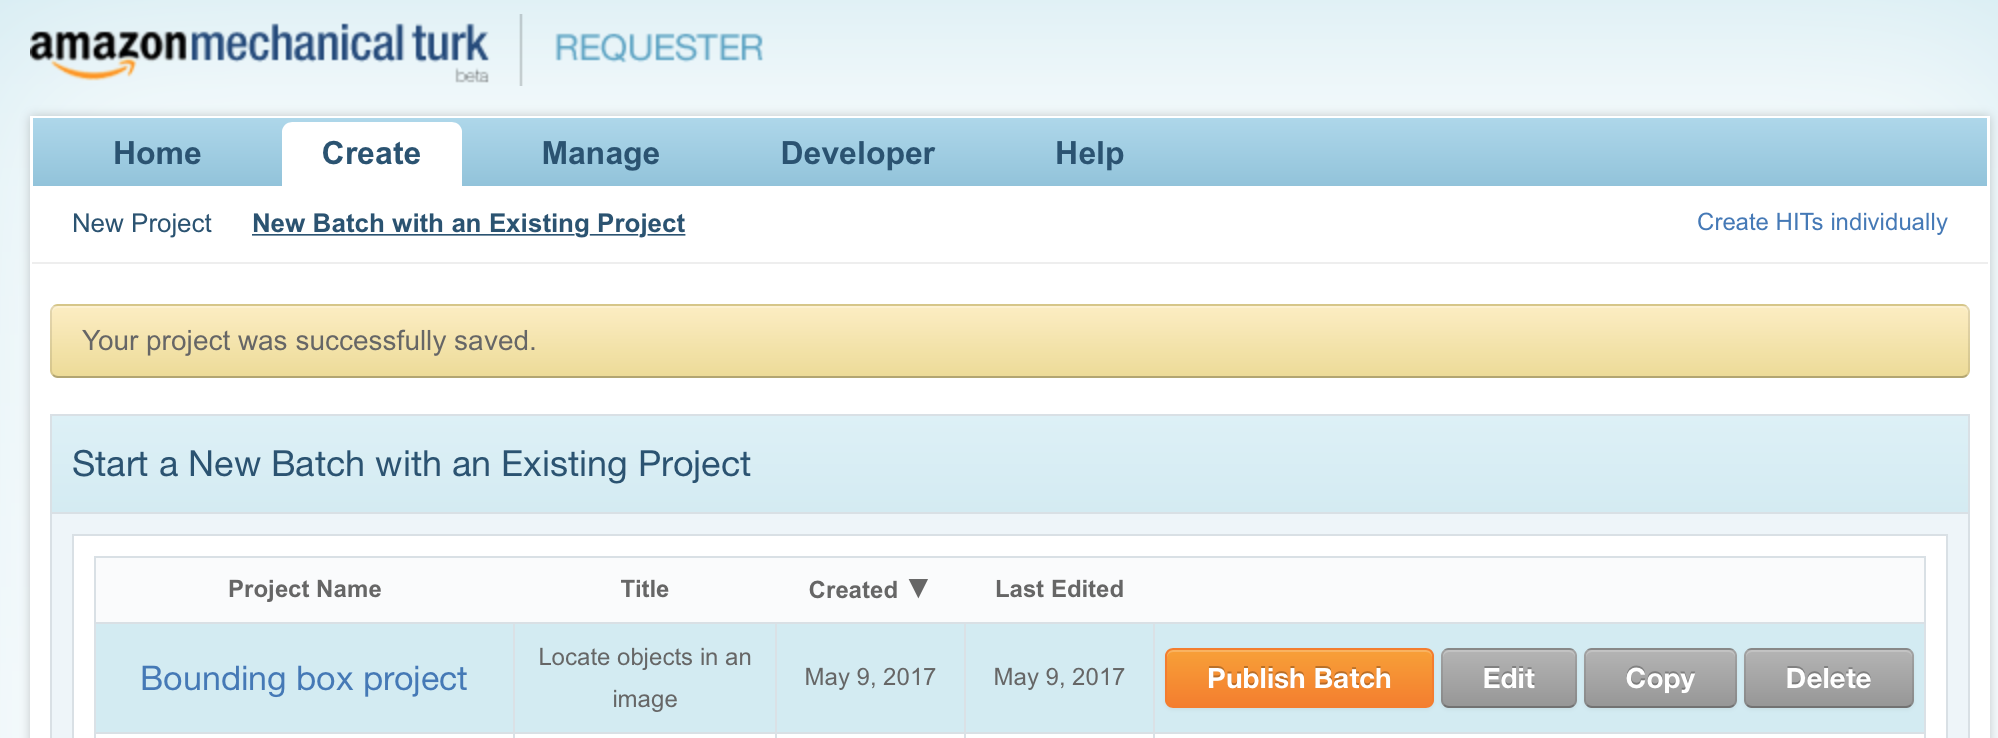 amazonmechanical turk
beta
REQUESTER
Home Create Manage Developer Help
New Project New Batch with an Existing Project Create HITs individually
Your project was successfully saved.
Start a New Batch with an Existing Project
Project Name Title Created ▼ Last Edited
Bounding box project Locate objects in an image May 9, 2017 May 9, 2017 Publish Batch Edit Copy Delete